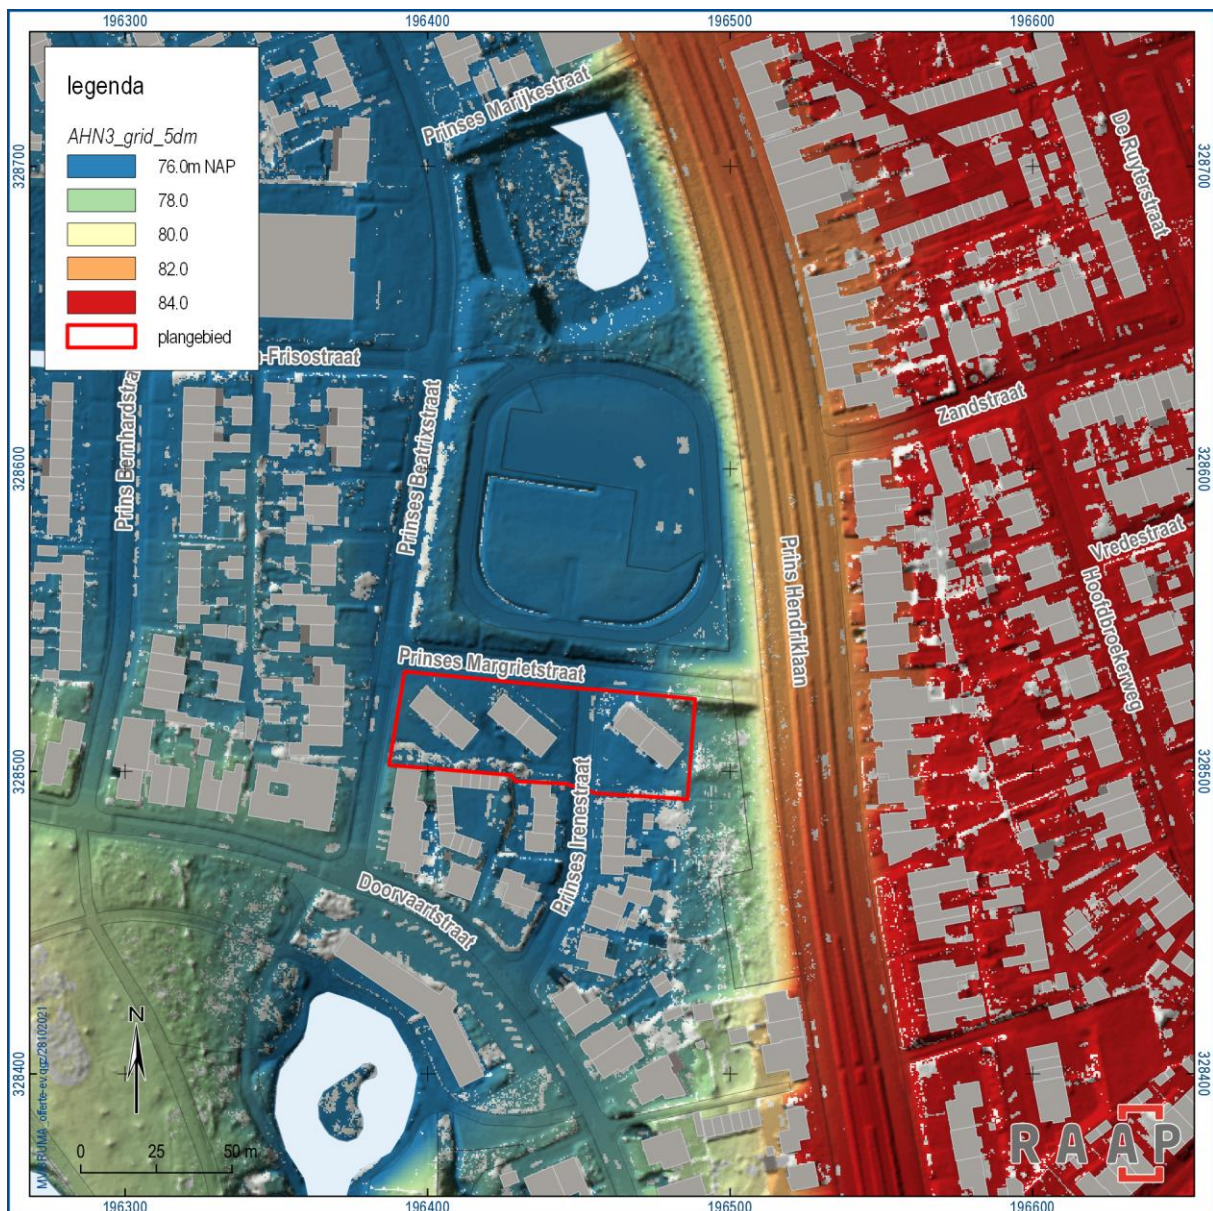 196300
196400
196500
196600
legenda
AHN3_grid_5dm
76.0m NAP
78.0
80.0
82.0
84.0
plangebied
Prinses Marijkestraat
De Ruyterstraat
328700
328700
-Frisostraat
Zandstraat
Prins Bernhardstra
Prinses Beatrixstraat
328600
328600
Vredestraat
Prins Hendriklaan
Hoofdbroekerweg
Prinses Margrietstraat
328500
328500
Prinses Irenestraat
Doorvaartstraat
N
328400
328400
0 25 50 m
RAAP
196300
196400
196500
196600